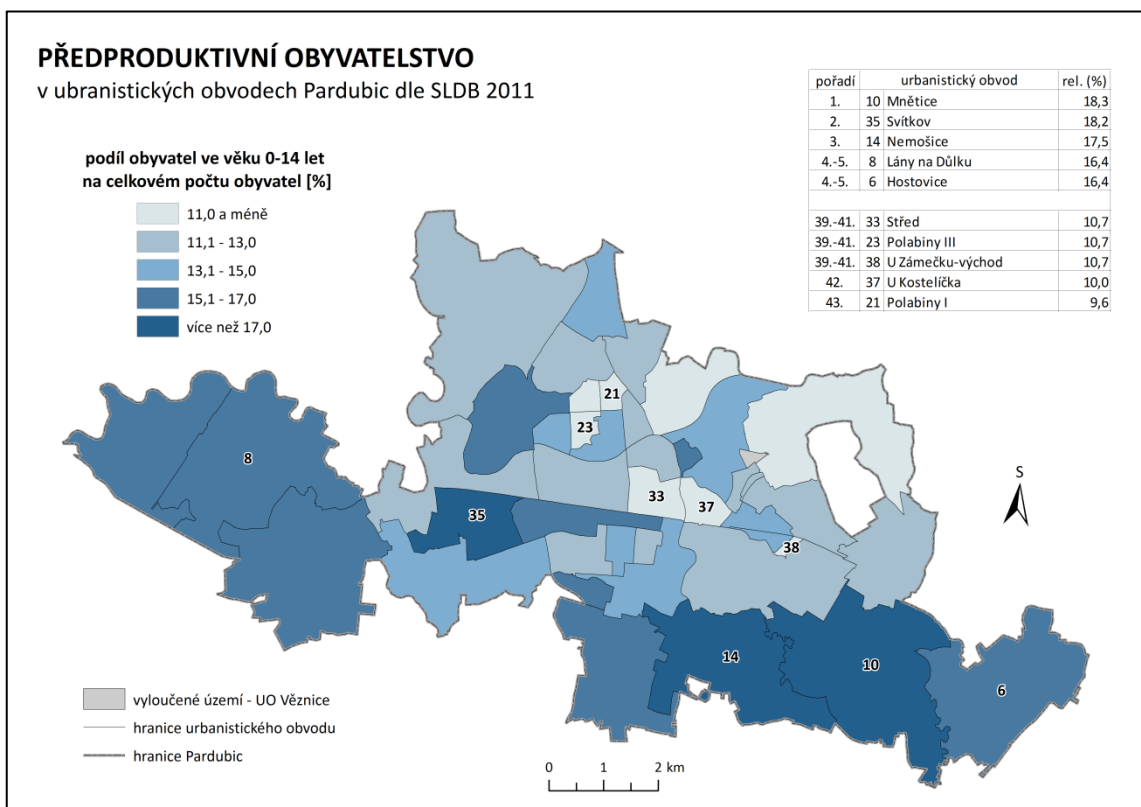 PŘEDPRODUKTIVNÍ OBYVATELSTVO
v ubranistických obvodech Pardubic dle SLDB 2011
pořadí urbanistický obvod rel. (%)
1. 10 Mnětice 18,3
2. 35 Svítkov 18,2
3. 14 Nemošice 17,5
4.-5. 8 Lány na Důlku 16,4
4.-5. 6 Hostovice 16,4
39.-41. 33 Střed 10,7
39.-41. 23 Polabiny III 10,7
39.-41. 38 U Zámečku-východ 10,7
42. 37 U Kostelíčka 10,0
43. 21 Polabiny I 9,6
podíl obyvatel ve věku 0-14 let
na celkovém počtu obyvatel [%]
11,0 a méně
11,1 - 13,0
13,1 - 15,0
15,1 - 17,0
více než 17,0
21
23
8
33
37
35
38
S
14
10
6
vyloučené území - UO Věznice
hranice urbanistického obvodu
hranice Pardubic
0 1 2 km